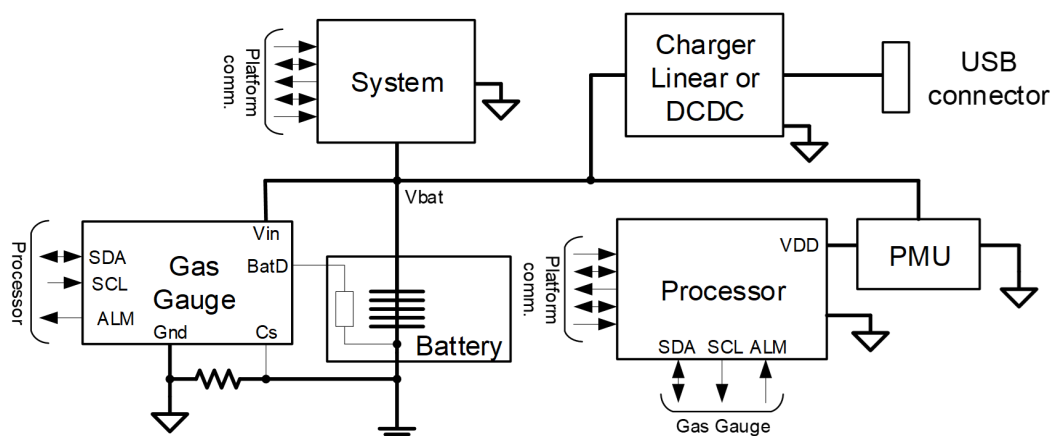 Platform
comm.
System
Charger
Linear or
DCDC
USB
connector
Vbat
Processor
SDA
SCL
ALM
Vin
BatD
Gas
Gauge
Gnd
Cs
Battery
Platform
comm.
VDD
Processor
SDA
SCL
ALM
PMU
Gas Gauge